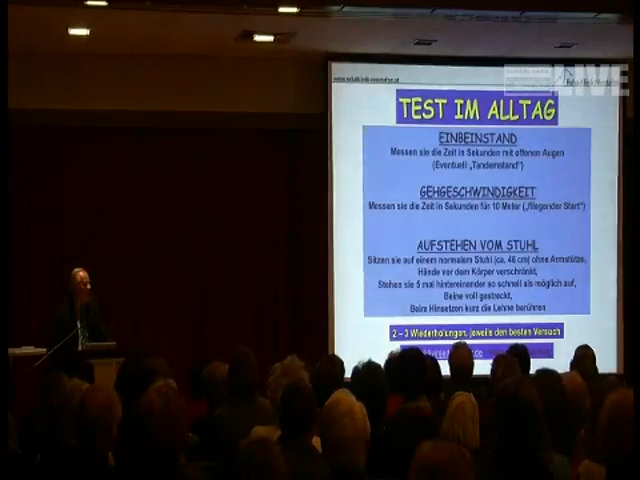 TEST IM ALLTAG
LIVE
EINBEINSTAND
Messen sie die Zeit in Sekunden mit offenen Augen
(Eventuell „Tandemstand")
GEHGESCHWINDIGKEIT
Messen sie die Zeit in Sekunden für 10 Meter („fliegender Start")
AUFSTEHEN VOM STUHL
Sitzen sie auf einem normalem Stuhl (ca. 46 cm) ohne Armstütze,
Hände vor dem Körper verschränkt,
Stehen sie 5 mal hintereinander so schnell als möglich auf,
Beine voll gestreckt,
Beim Hinsetzen kurz die Lehne berühren
2 – 3 Wiederholungen, jeweils den besten Versuch